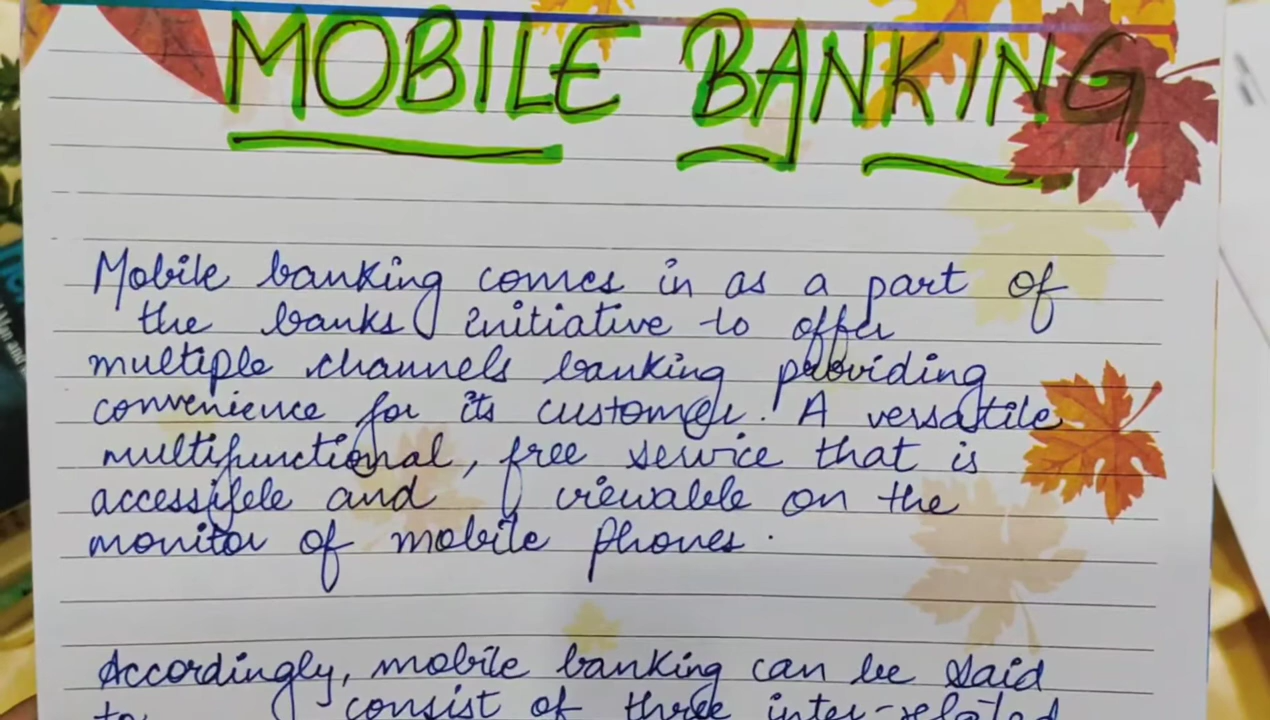 MOBILE BANKING
Mobile banking comes in as a part of
the banks initiative to offer
multiple channels banking providing
convenience for its customer. A versatile
multifunctional, free service that is
accessible and viewable on the
monitor of mobile phones.
Accordingly, mobile banking can be said
to consist of three inter-related